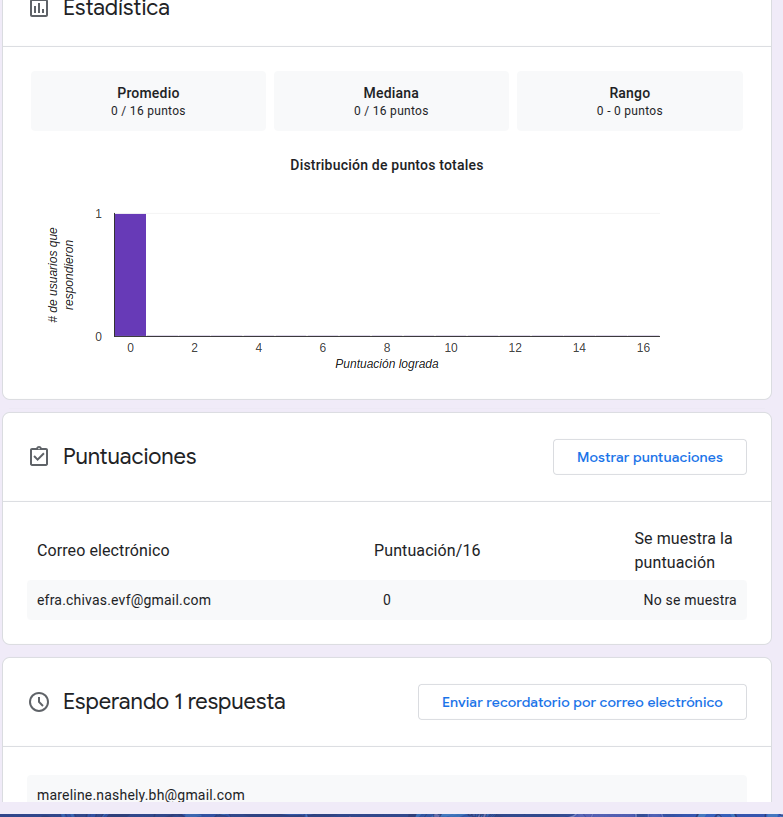 Estadística
Promedio
0 / 16 puntos
Mediana
0 / 16 puntos
Rango
0 - 0 puntos
Distribución de puntos totales
# de usuarios que
respondieron
1
0
0 2 4 6 8 10 12 14 16
Puntuación lograda
Puntuaciones
Mostrar puntuaciones
Correo electrónico
Puntuación/16
Se muestra la
puntuación
efra.chivas.evf@gmail.com
0
No se muestra
Esperando 1 respuesta
Enviar recordatorio por correo electrónico
mareline.nashely.bh@gmail.com